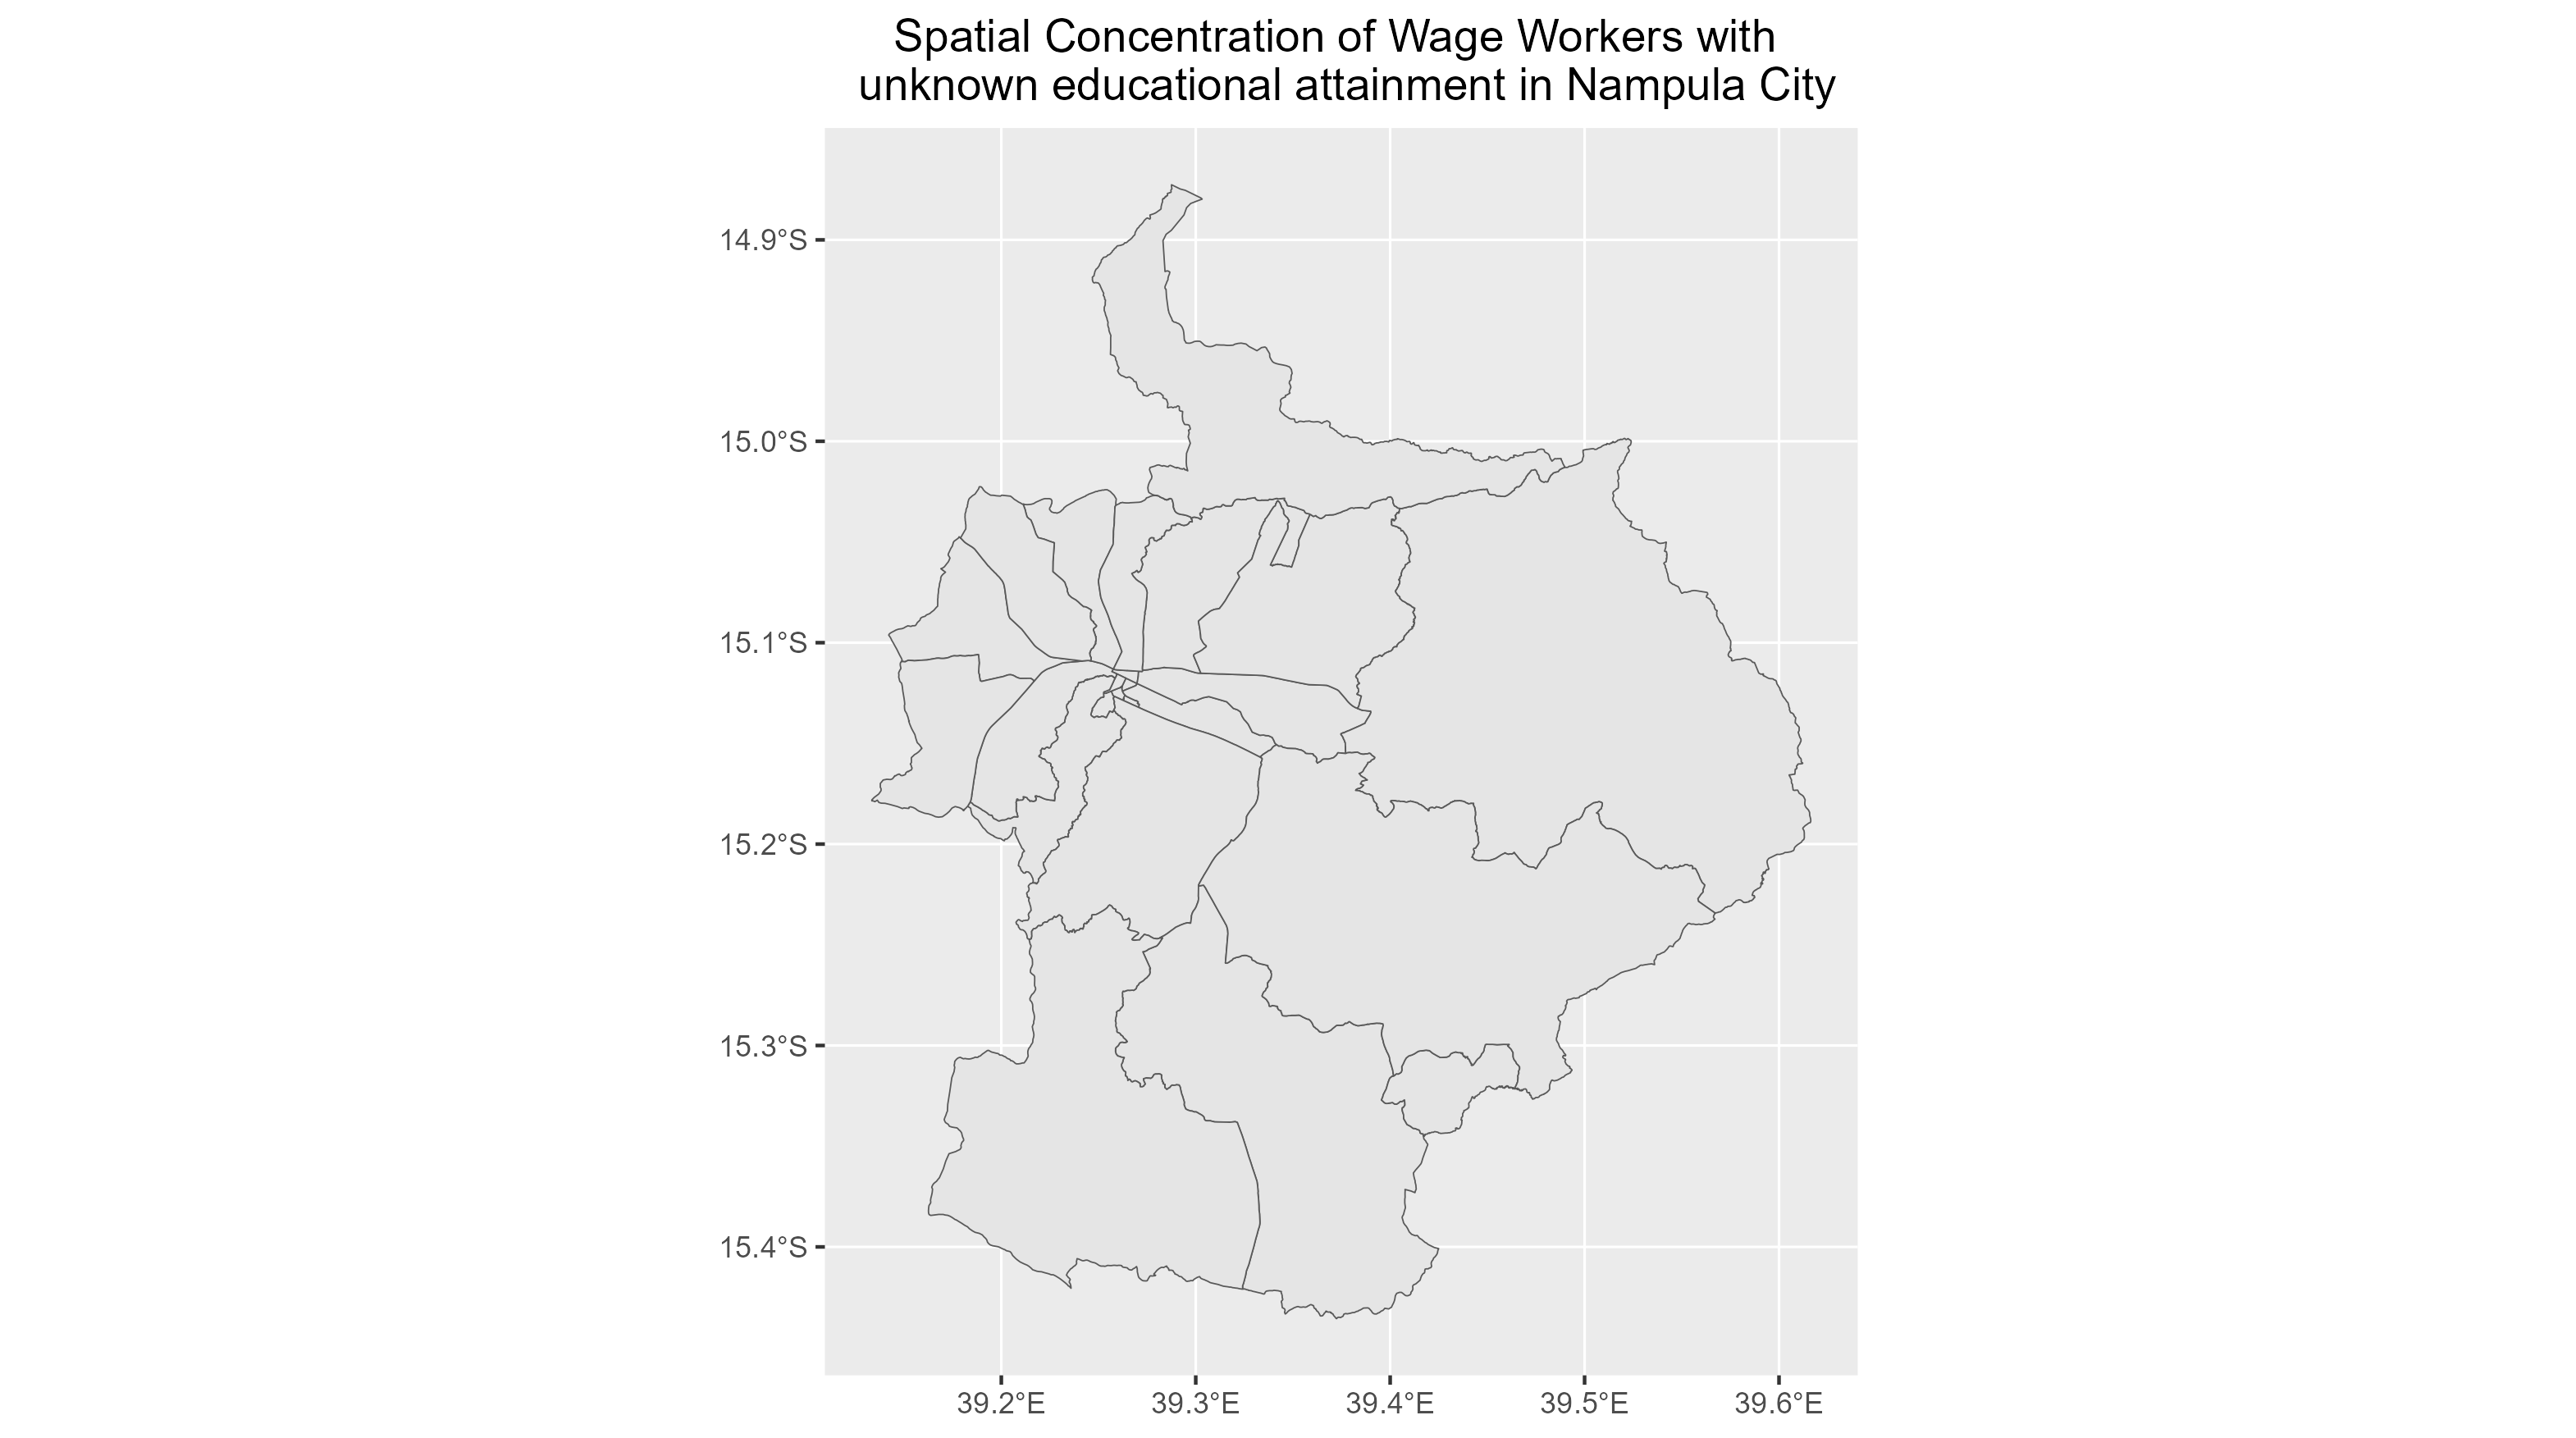 Spatial Concentration of Wage Workers with
unknown educational attainment in Nampula City
14.9°S
15.0°S
15.1°S
15.2°S
15.3°S
15.4°S
39.2°E
39.3°E
39.4°E
39.5°E
39.6°E